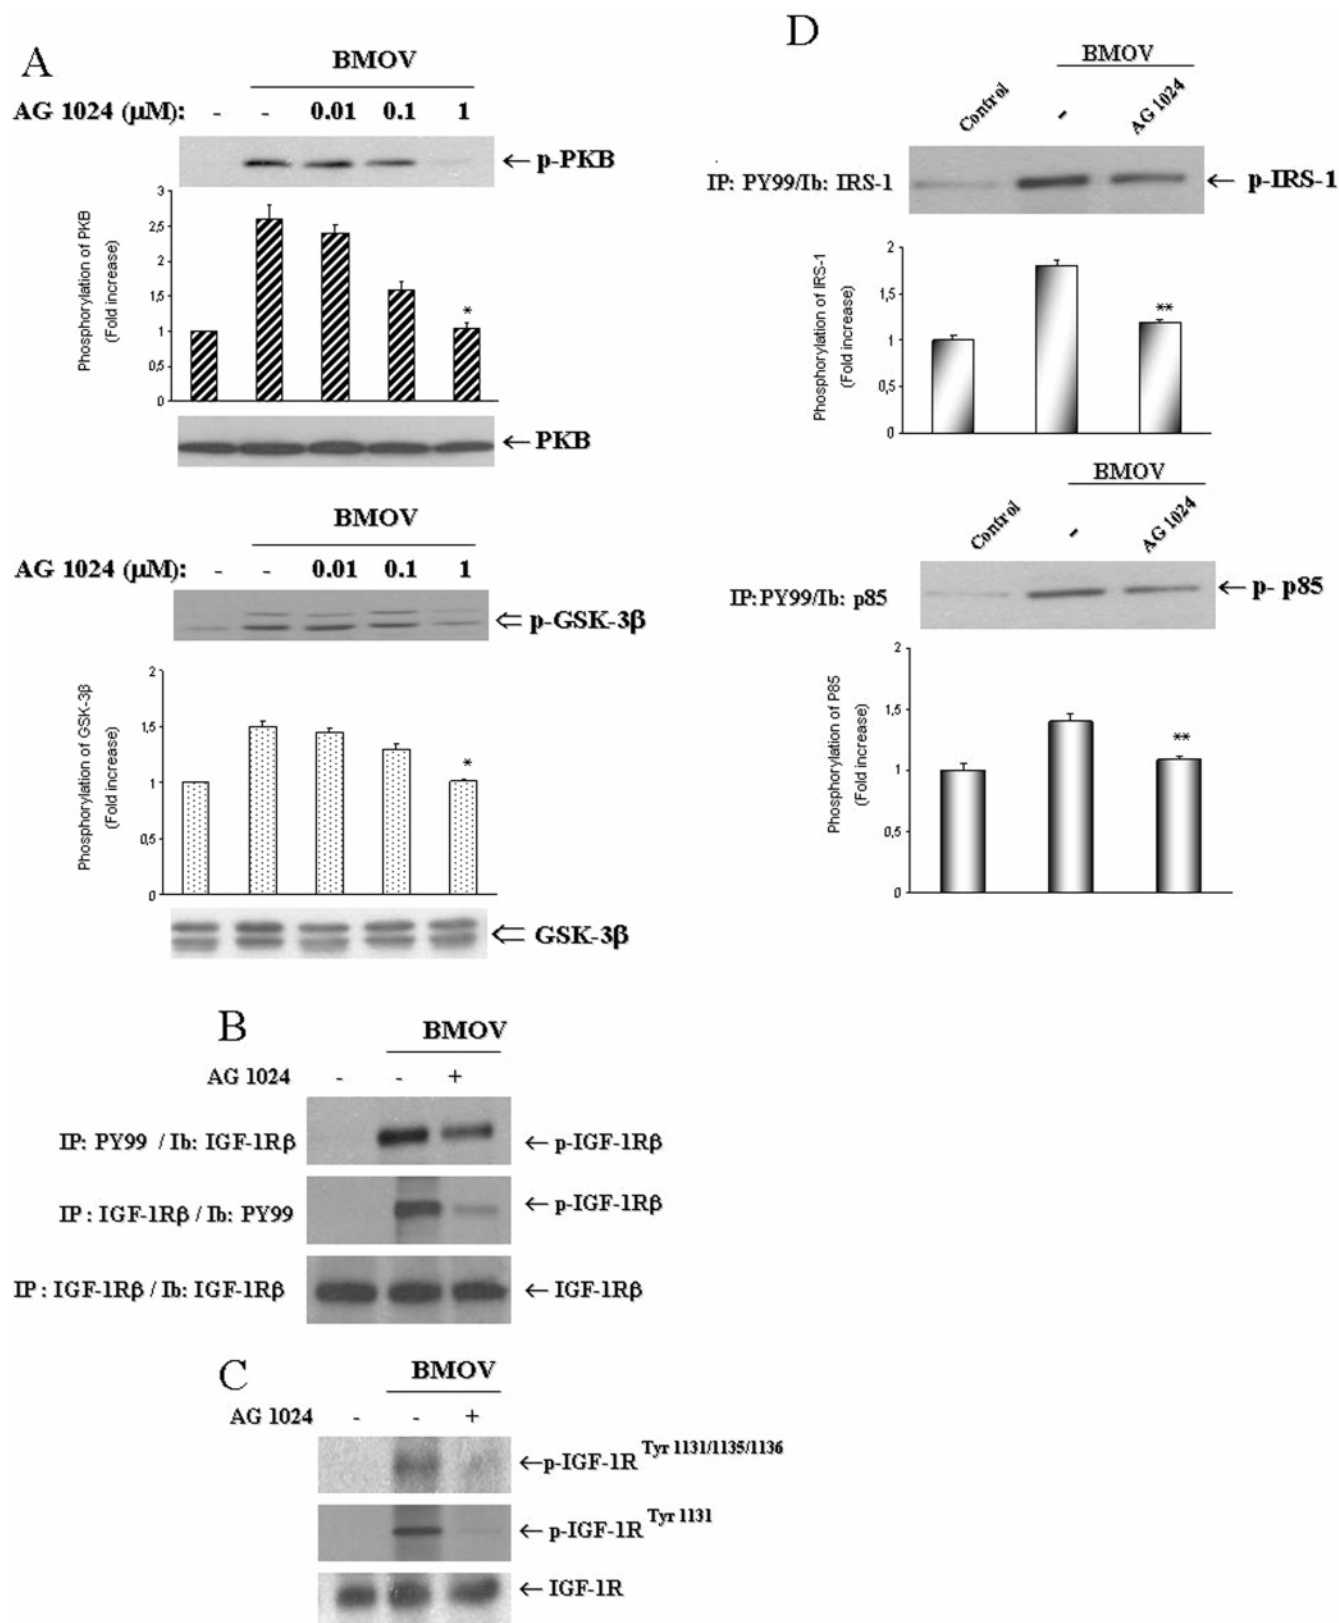 A
BMOV
AG 1024 (µM): - - 0.01 0.1 1
← p-PKB
Phosphorylation of PKB
(Fold increase)
3
2,5
2
1,5
1
0,5
0
*
← PKB
BMOV
AG 1024 (µM): - - 0.01 0.1 1
⇐ p-GSK-3β
Phosphorylation of GSK-3β
(Fold increase)
2
1,5
1
0,5
0
*
⇐ GSK-3β
B
BMOV
AG 1024 - - +
IP: PY99 / Ib: IGF-1Rβ ← p-IGF-1Rβ
IP : IGF-1Rβ / Ib: PY99 ← p-IGF-1Rβ
IP : IGF-1Rβ / Ib: IGF-1Rβ ← IGF-1Rβ
C
BMOV
AG 1024 - - +
←p-IGF-1R Tyr 1131/1135/1136
← p-IGF-1R Tyr 1131
← IGF-1R
D
BMOV
Control - AG 1024
IP: PY99/Ib: IRS-1 ← p-IRS-1
Phosphorylation of IRS-1
(Fold increase)
2
1,5
1
0,5
0
**
BMOV
Control - AG 1024
IP:PY99/Ib: p85 ← p- p85
Phosphorylation of P85
(Fold increase)
2
1,5
1
0,5
0
**